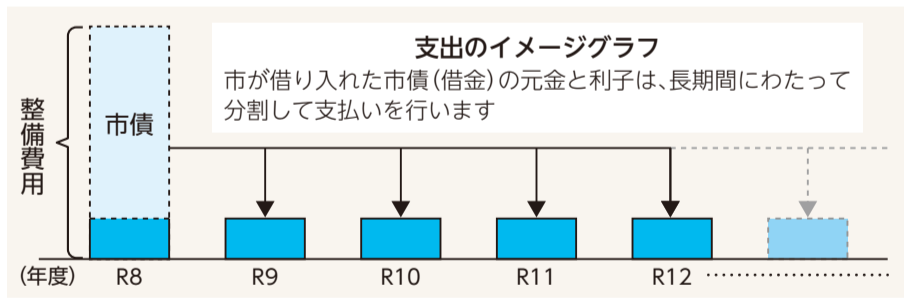 支出のイメージグラフ
市が借り入れた市債(借金)の元金と利子は、長期間にわたって
分割して支払いを行います
整備費用
市債
(年度) R8 R9 R10 R11 R12